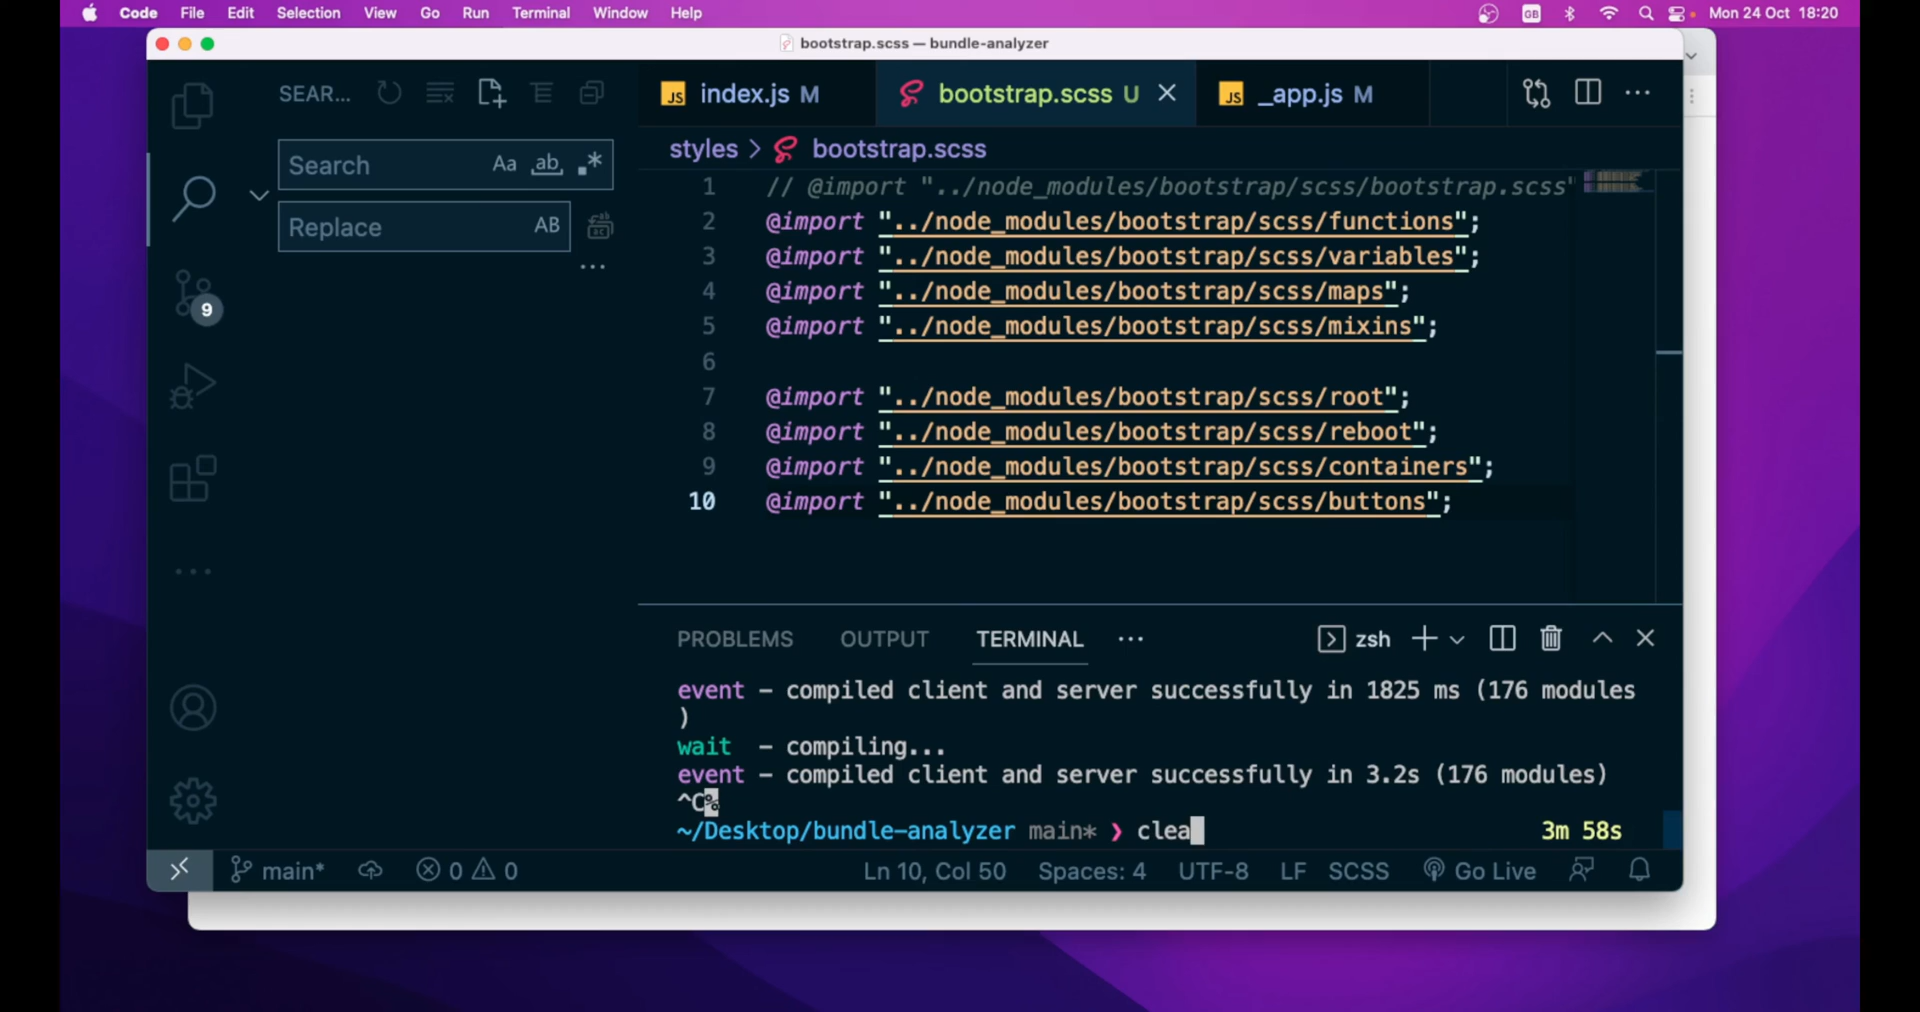 Code File Edit Selection View Go Run Terminal Window Help GB Mon 24 Oct 18:20
bootstrap.scss — bundle-analyzer
SEAR...
JS index.js M bootstrap.scss U JS _app.js M
Search Aa ab
Replace AB
9
styles > bootstrap.scss
1 // @import "../node_modules/bootstrap/scss/bootstrap.scss"
2 @import "../node_modules/bootstrap/scss/functions";
3 @import "../node_modules/bootstrap/scss/variables";
4 @import "../node_modules/bootstrap/scss/maps";
5 @import "../node_modules/bootstrap/scss/mixins";
6
7 @import "../node_modules/bootstrap/scss/root";
8 @import "../node_modules/bootstrap/scss/reboot";
9 @import "../node_modules/bootstrap/scss/containers";
10 @import "../node_modules/bootstrap/scss/buttons";
PROBLEMS OUTPUT TERMINAL ... zsh
event - compiled client and server successfully in 1825 ms (176 modules
)
wait - compiling...
event - compiled client and server successfully in 3.2s (176 modules)
^C%
~/Desktop/bundle-analyzer main* ❯ clea 3m 58s
main* 0 0 Ln 10, Col 50 Spaces: 4 UTF-8 LF SCSS Go Live